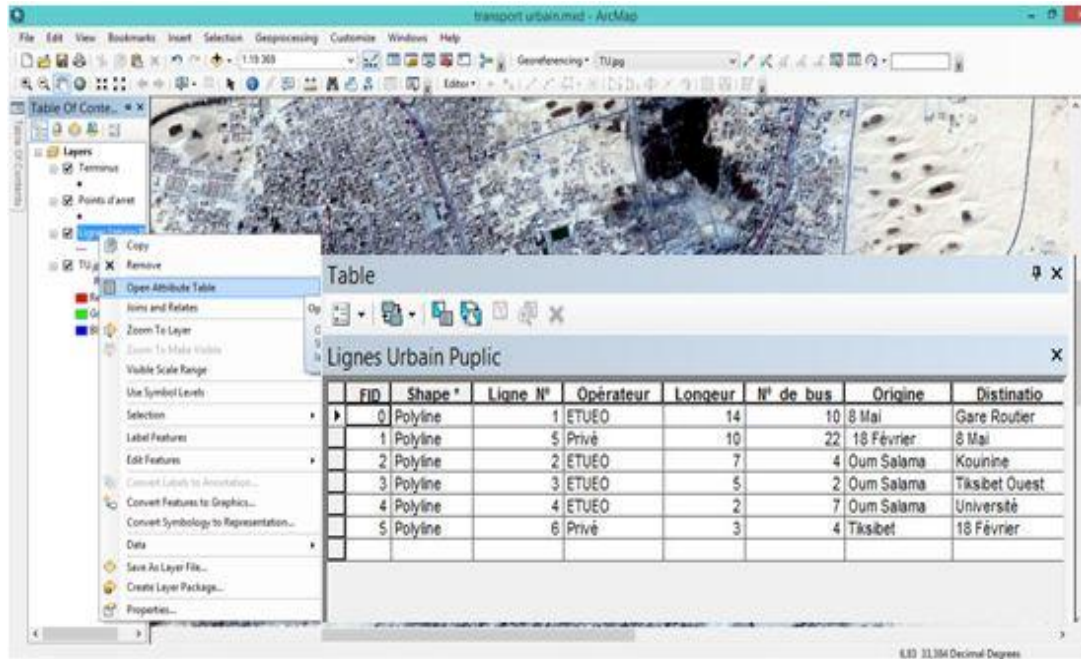 transport urbain.mxd - ArcMap
File Edit View Bookmarks Insert Selection Geoprocessing Customize Windows Help
Georeferencing TU.jpg
Editor
Table Of Conte...
Table Of Contents
Layers
Terminus
Points d'arret
Copy
Remove
Open Attribute Table
Joins and Relates
Zoom To Layer
Zoom To Make Visible
Visible Scale Range
Use Symbol Levels
Selection
Label Features
Edit Features
Convert Labels to Annotation...
Convert Features to Graphics...
Convert Symbology to Representation...
Data
Save As Layer File...
Create Layer Package...
Properties...
Table
Lignes Urbain Puplic
FID Shape * Ligne N° Opérateur Longeur N° de bus Origine Distinatio
0 Polyline 1 ETUEO 14 10 8 Mai Gare Routier
1 Polyline 5 Privè 10 22 18 Février 8 Mai
2 Polyline 2 ETUEO 7 4 Oum Salama Kouinine
3 Polyline 3 ETUEO 5 2 Oum Salama Tiksibet Ouest
4 Polyline 4 ETUEO 2 7 Oum Salama Université
5 Polyline 6 Privè 3 4 Tiksibet 18 Février
Decimal Degrees